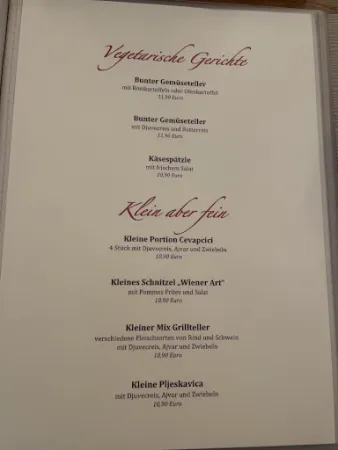 Vegetarische Gerichte
Bunter Gemüseteller
mit Röstkartoffeln oder Ofenkartoffel
11,90 Euro
Bunter Gemüseteller
mit Djuvecreis und Butterreis
11,90 Euro
Käsespätzle
mit frischem Salat
10,90 Euro
Klein aber fein
Kleine Portion Cevapcici
4 Stück mit Djuvecreis, Ajvar und Zwiebeln
10,90 Euro
Kleines Schnitzel „Wiener Art“
mit Pommes Frites und Salat
10,90 Euro
Kleiner Mix Grillteller
verschiedene Fleischsorten von Rind und Schwein
mit Djuvecreis, Ajvar und Zwiebeln
10,90 Euro
Kleine Pljeskavica
mit Djuvecreis, Ajvar und Zwiebeln
10,90 Euro